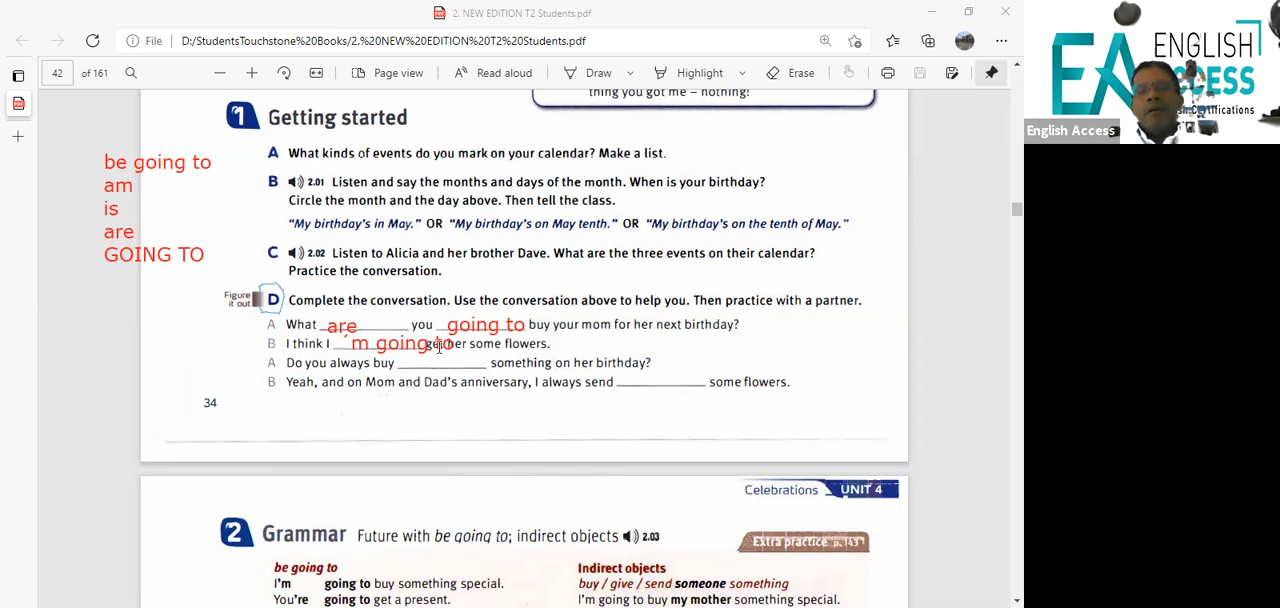 2. NEW EDITION T2 Students.pdf
File D:/StudentsTouchstone%20Books/2.%20NEW%20EDITION%20T2%20Students.pdf
42 of 161 Page view Read aloud Draw Highlight Erase
thing you got me – nothing!
1 Getting started
A What kinds of events do you mark on your calendar? Make a list.
B 2.01 Listen and say the months and days of the month. When is your birthday?
Circle the month and the day above. Then tell the class.
"My birthday's in May." OR "My birthday's on May tenth." OR "My birthday's on the tenth of May."
C 2.02 Listen to Alicia and her brother Dave. What are the three events on their calendar?
Practice the conversation.
Figure it out
D Complete the conversation. Use the conversation above to help you. Then practice with a partner.
A What are you going to buy your mom for her next birthday?
B I think I ´m going to get her some flowers.
A Do you always buy ________ something on her birthday?
B Yeah, and on Mom and Dad's anniversary, I always send ________ some flowers.
34
be going to
am
is
are
GOING TO
Celebrations UNIT 4
2 Grammar Future with be going to; indirect objects 2.03
Extra practice p. 143
be going to
I'm going to buy something special.
You're going to get a present.
Indirect objects
buy / give / send someone something
I'm going to buy my mother something special.
EA ENGLISH
ACCESS
sh Certifications
English Access